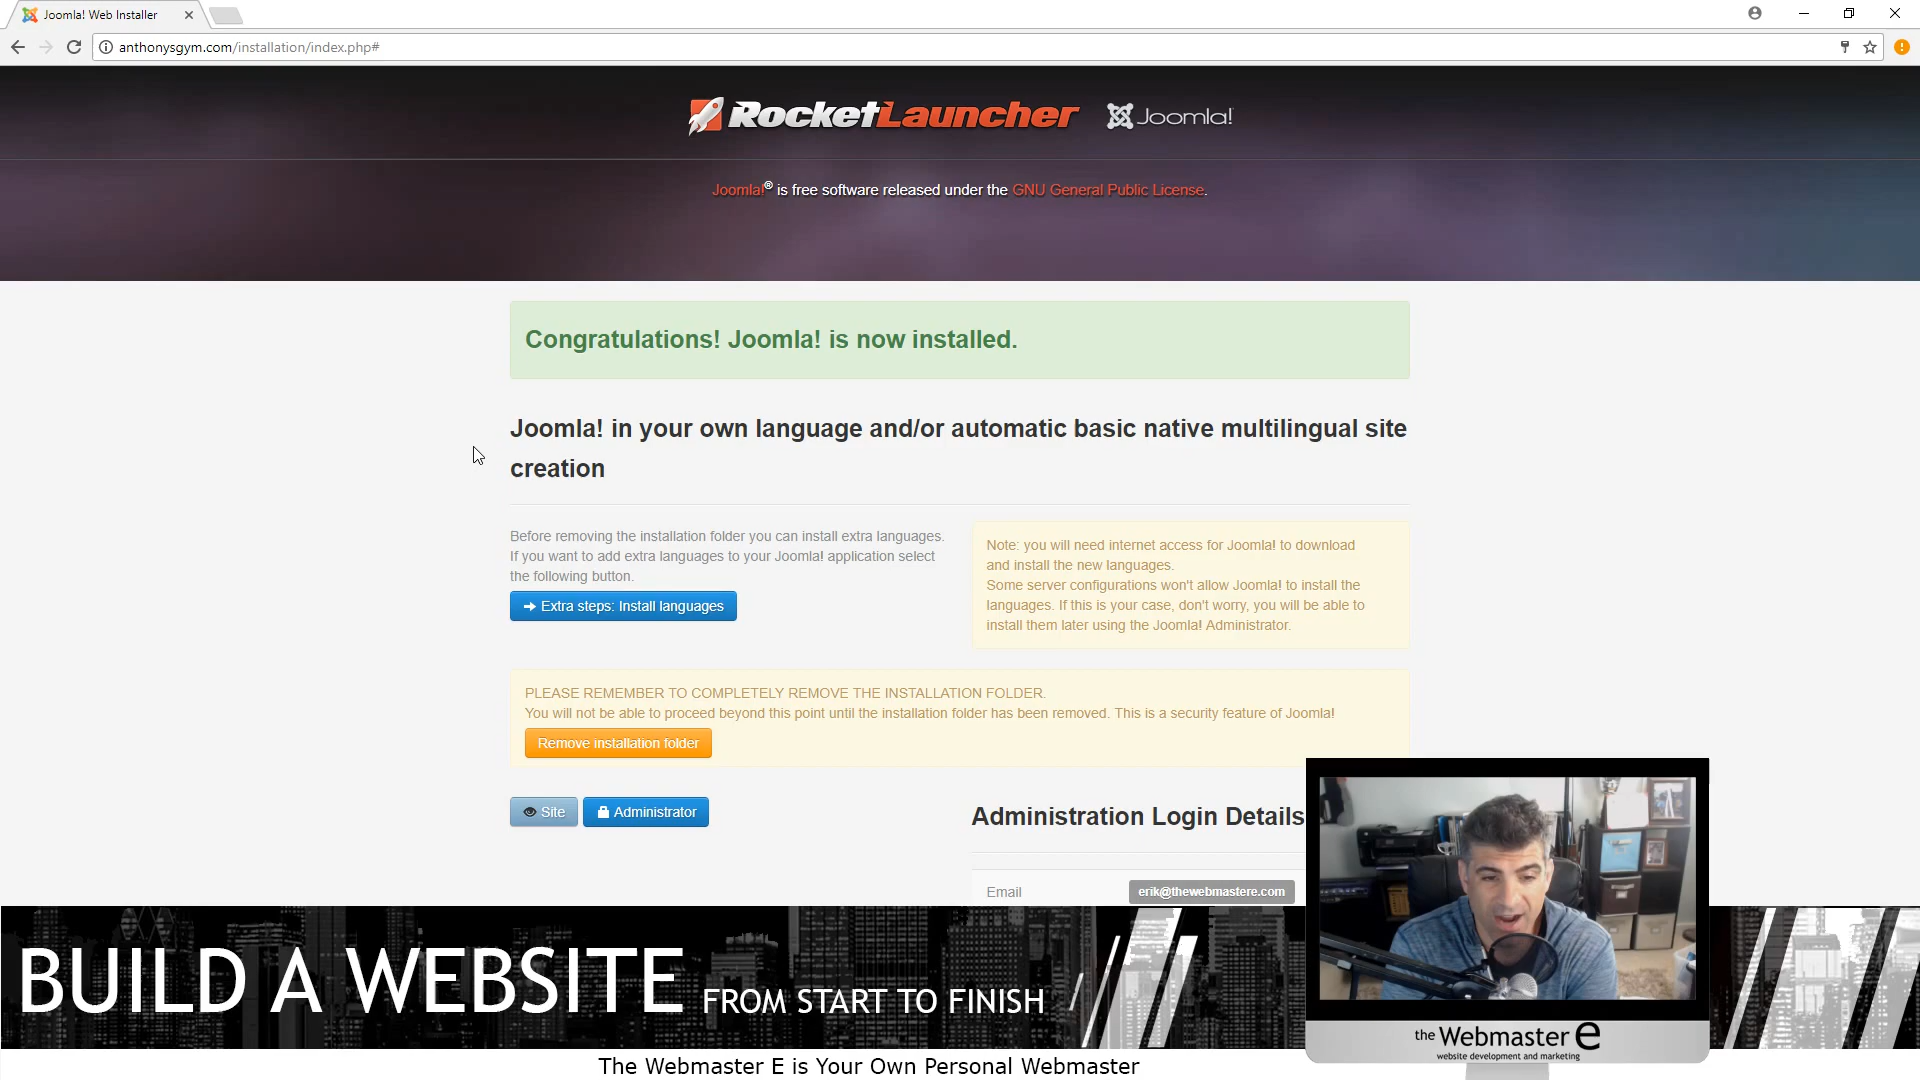 Joomla! Web Installer
anthonysgym.com/installation/index.php#
RocketLauncher Joomla!
Joomla!® is free software released under the GNU General Public License.
Congratulations! Joomla! is now installed.
Joomla! in your own language and/or automatic basic native multilingual site
creation
Before removing the installation folder you can install extra languages.
If you want to add extra languages to your Joomla! application select
the following button.
Extra steps: Install languages
Note: you will need internet access for Joomla! to download
and install the new languages.
Some server configurations won't allow Joomla! to install the
languages. If this is your case, don't worry, you will be able to
install them later using the Joomla! Administrator.
PLEASE REMEMBER TO COMPLETELY REMOVE THE INSTALLATION FOLDER.
You will not be able to proceed beyond this point until the installation folder has been removed. This is a security feature of Joomla!
Remove installation folder
Site
Administrator
Administration Login Details
Email erik@thewebmastere.com
BUILD A WEBSITE FROM START TO FINISH
the Webmaster e
website development and marketing
The Webmaster E is Your Own Personal Webmaster